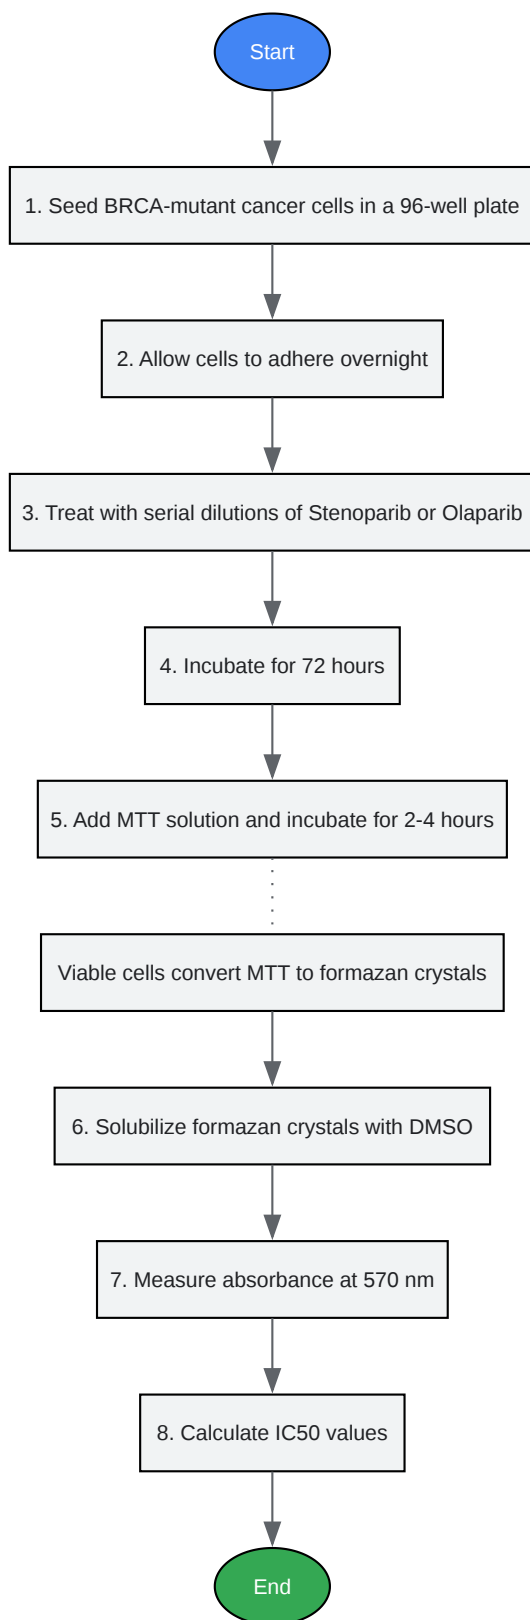 Start
1. Seed BRCA-mutant cancer cells in a 96-well plate
2. Allow cells to adhere overnight
3. Treat with serial dilutions of Stenoparib or Olaparib
4. Incubate for 72 hours
5. Add MTT solution and incubate for 2-4 hours
Viable cells convert MTT to formazan crystals
6. Solubilize formazan crystals with DMSO
7. Measure absorbance at 570 nm
8. Calculate IC50 values
End